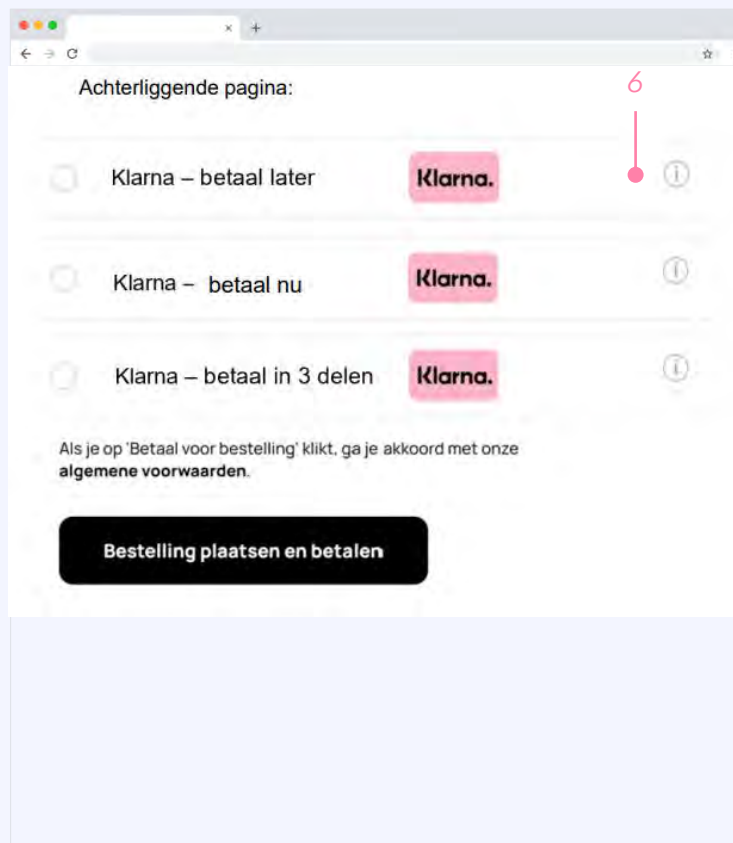 6
Achterliggende pagina:
Klarna – betaal later Klarna.
Klarna – betaal nu Klarna.
Klarna – betaal in 3 delen Klarna.
Als je op 'Betaal voor bestelling' klikt, ga je akkoord met onze
algemene voorwaarden.
Bestelling plaatsen en betalen